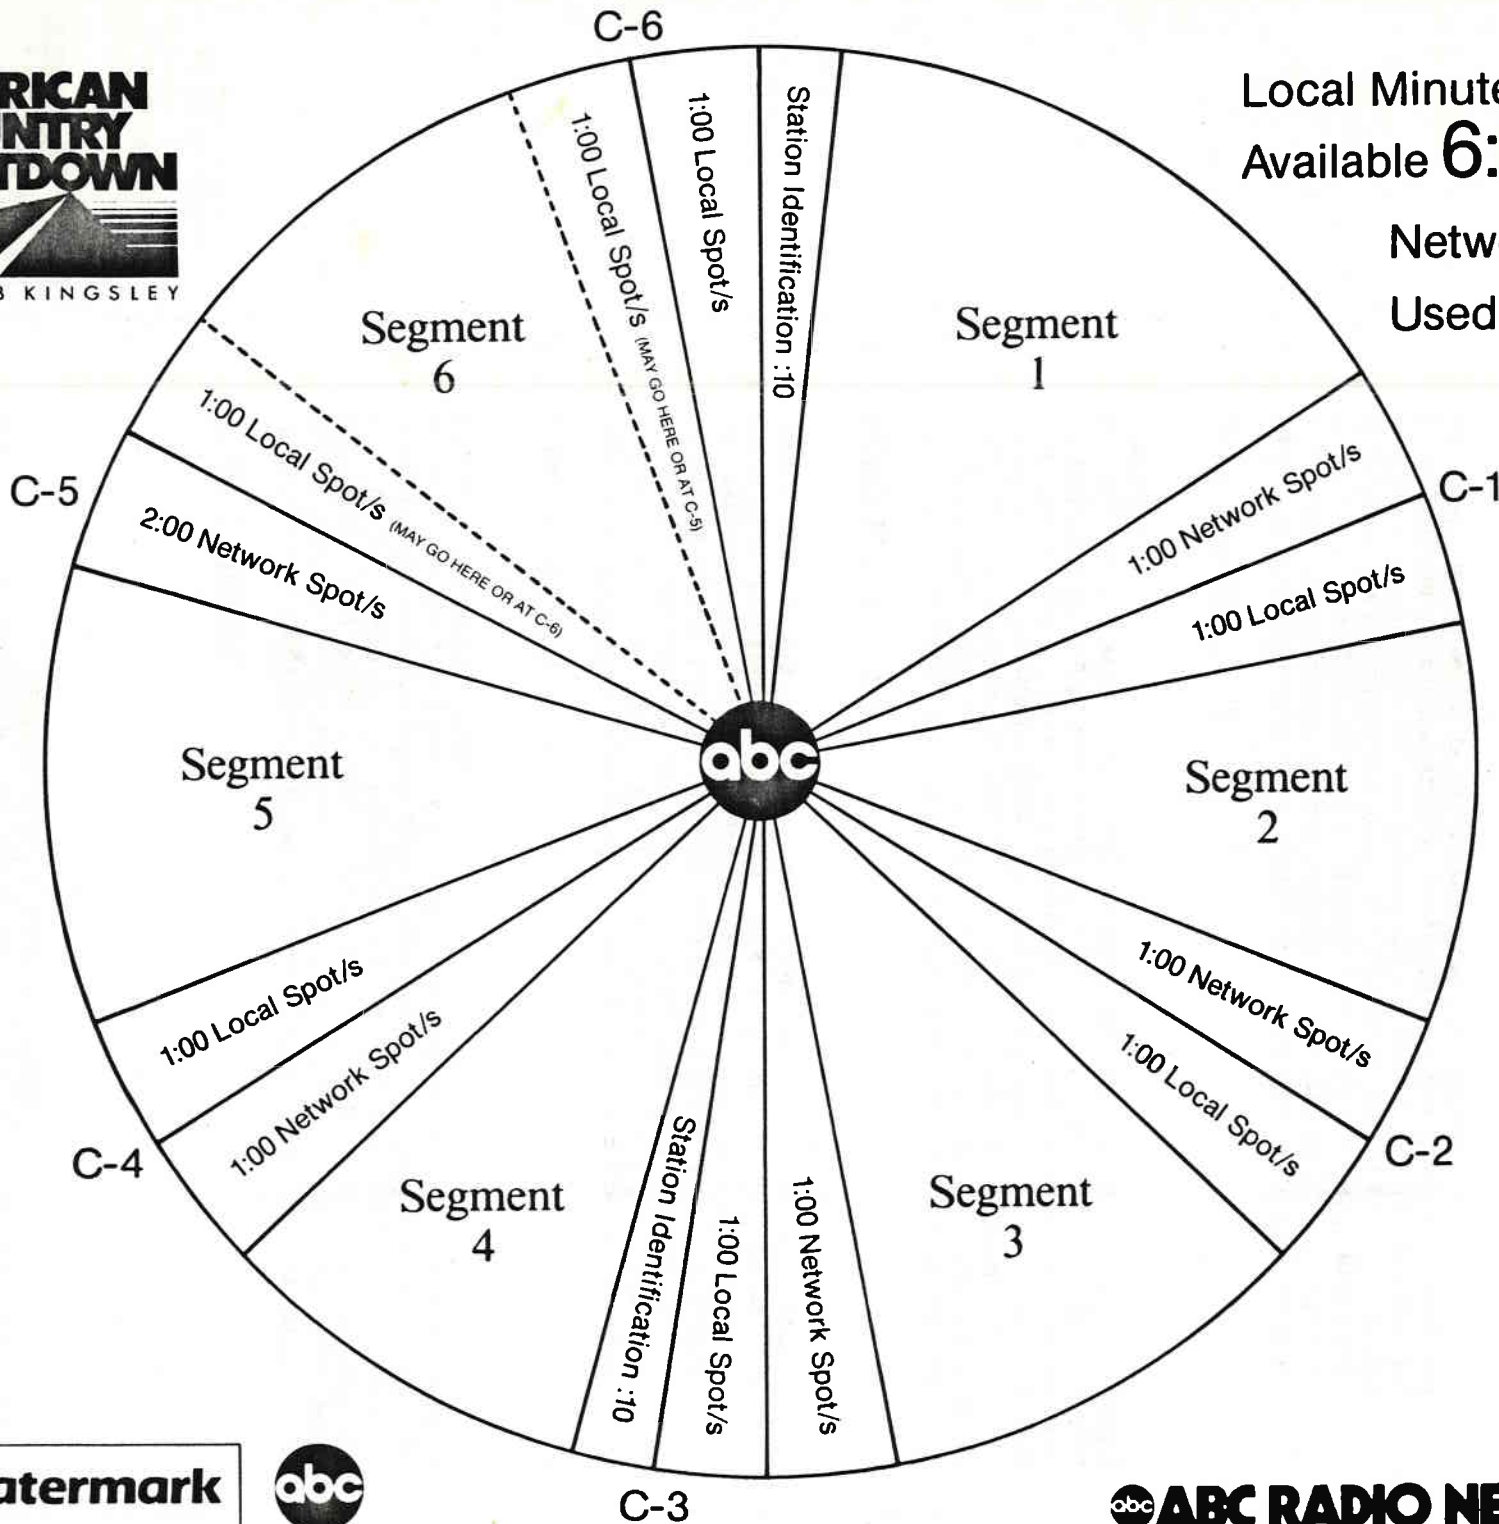 C-6
RICAN
NTRY
TDOWN
B KINGSLEY
Local Minute
Available 6:
Netw
Used
Station Identification :10
Segment
1
1:00 Network Spot/s
C-1
1:00 Local Spot/s
Segment
2
1:00 Network Spot/s
1:00 Local Spot/s
C-2
Segment
3
1:00 Network Spot/s
1:00 Local Spot/s
C-3
Station Identification :10
Segment
4
1:00 Network Spot/s
C-4
1:00 Local Spot/s
Segment
5
2:00 Network Spot/s
C-5
1:00 Local Spot/s (MAY GO HERE OR AT C-6)
Segment
6
1:00 Local Spot/s (MAY GO HERE OR AT C-5)
1:00 Local Spot/s
abc
atermark
abc
abc ABC RADIO NE